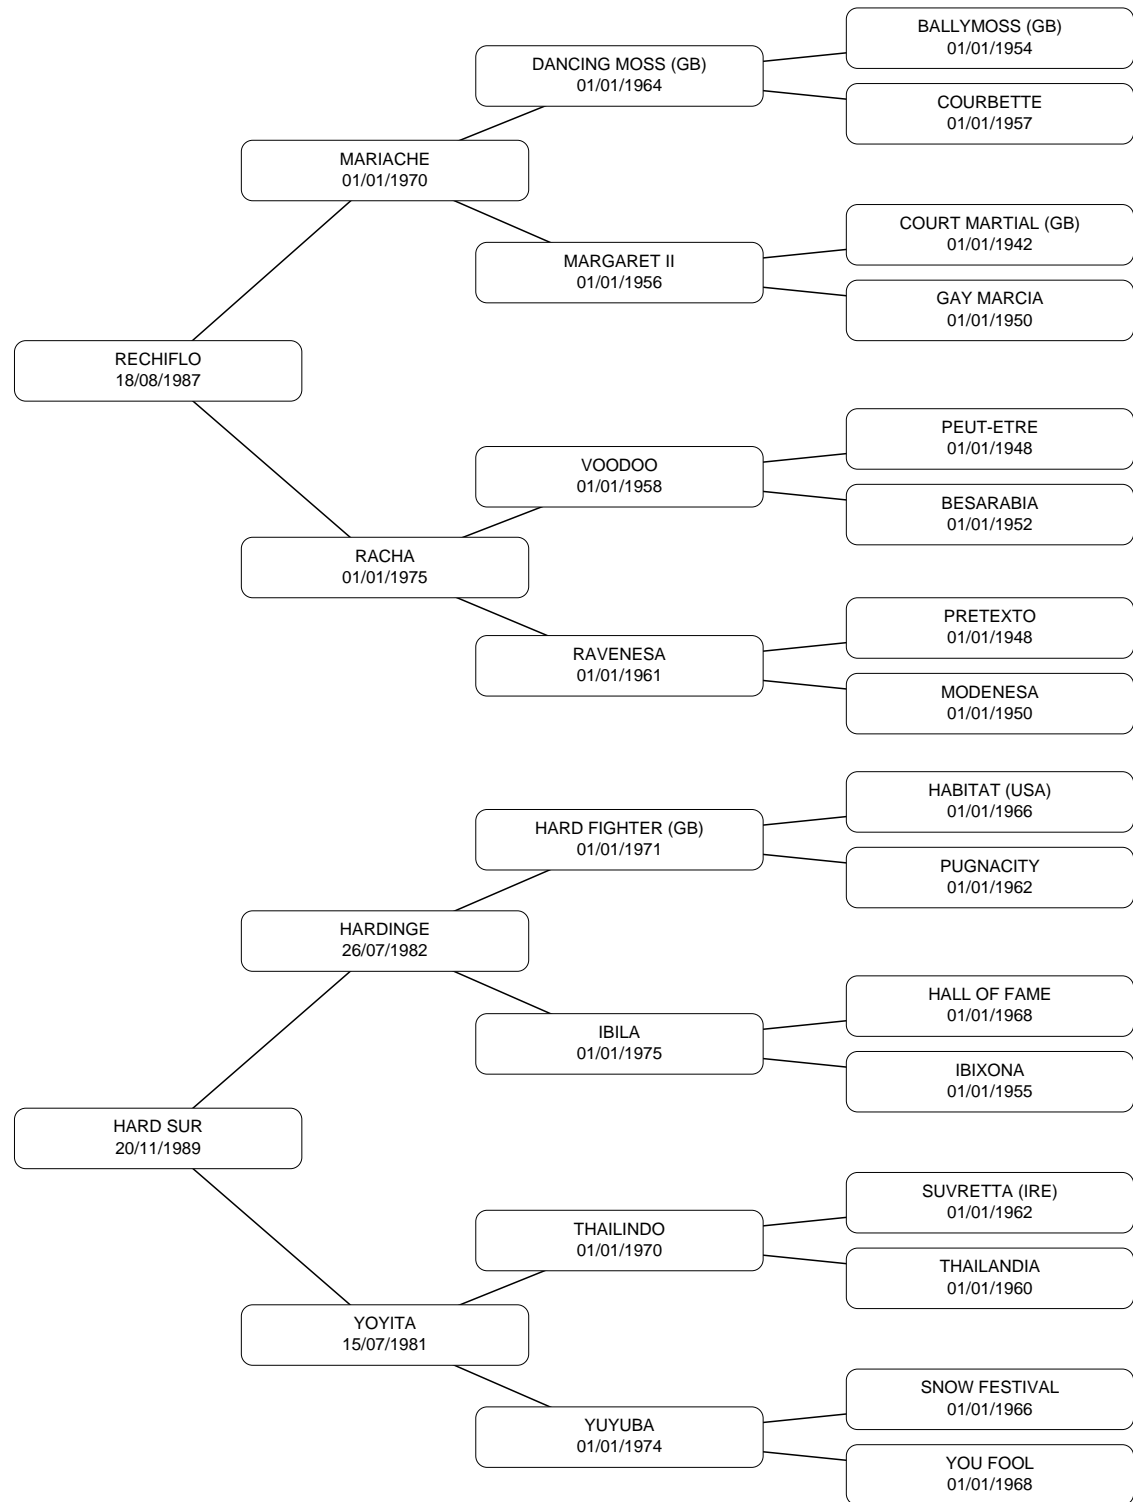 BALLYMOSS (GB)
01/01/1954
DANCING MOSS (GB)
01/01/1964
COURBETTE
01/01/1957
MARIACHE
01/01/1970
COURT MARTIAL (GB)
01/01/1942
MARGARET II
01/01/1956
GAY MARCIA
01/01/1950
RECHIFLO
18/08/1987
PEUT-ETRE
01/01/1948
VOODOO
01/01/1958
BESARABIA
01/01/1952
RACHA
01/01/1975
PRETEXTO
01/01/1948
RAVENESA
01/01/1961
MODENESA
01/01/1950
HABITAT (USA)
01/01/1966
HARD FIGHTER (GB)
01/01/1971
PUGNACITY
01/01/1962
HARDINGE
26/07/1982
HALL OF FAME
01/01/1968
IBILA
01/01/1975
IBIXONA
01/01/1955
HARD SUR
20/11/1989
SUVRETTA (IRE)
01/01/1962
THAILINDO
01/01/1970
THAILANDIA
01/01/1960
YOYITA
15/07/1981
SNOW FESTIVAL
01/01/1966
YUYUBA
01/01/1974
YOU FOOL
01/01/1968